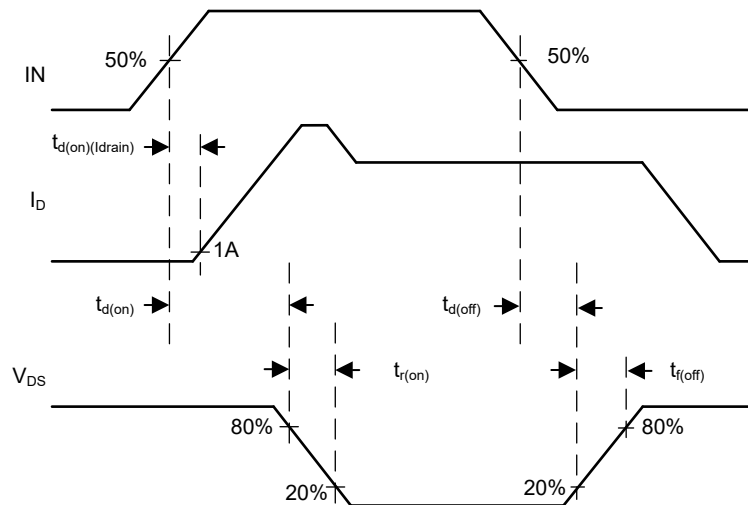 50%
50%
IN
t_d(on)(Idrain)
I_D
1A
t_d(on)
t_d(off)
V_DS
t_r(on)
t_f(off)
80%
80%
20%
20%